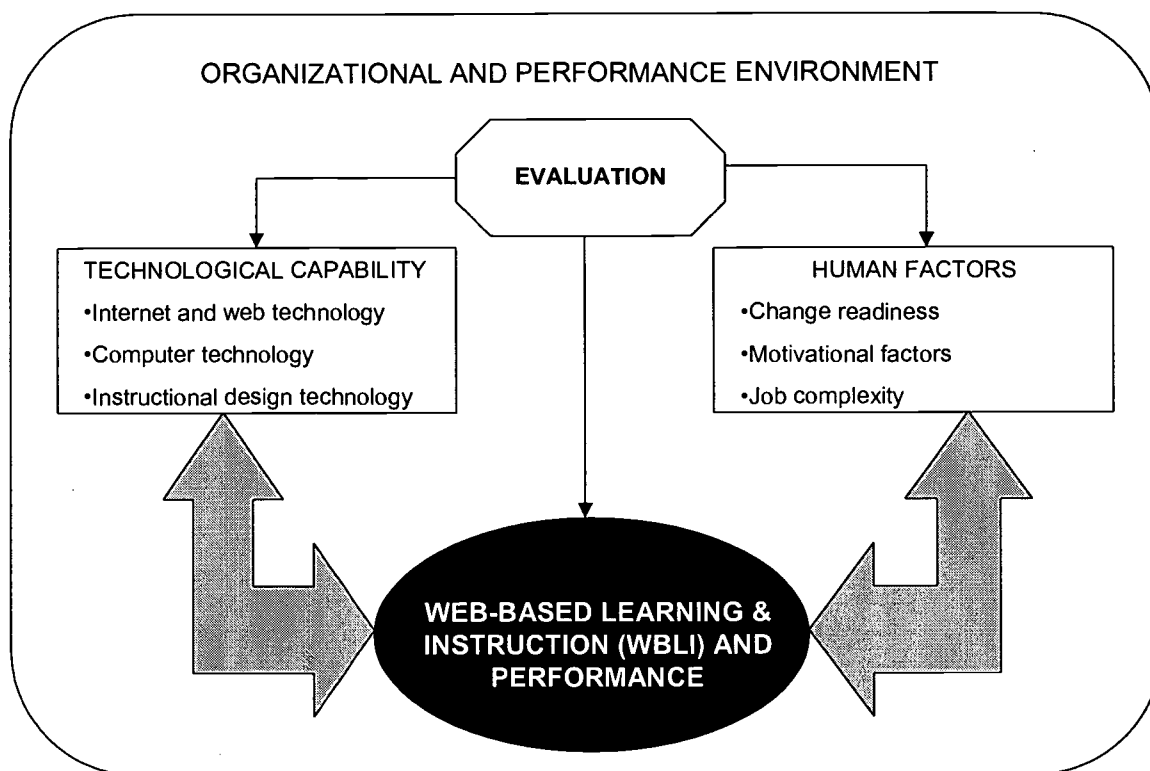 ORGANIZATIONAL AND PERFORMANCE ENVIRONMENT
EVALUATION
TECHNOLOGICAL CAPABILITY
•Internet and web technology
•Computer technology
•Instructional design technology
HUMAN FACTORS
•Change readiness
•Motivational factors
•Job complexity
WEB-BASED LEARNING &
INSTRUCTION (WBLI) AND
PERFORMANCE